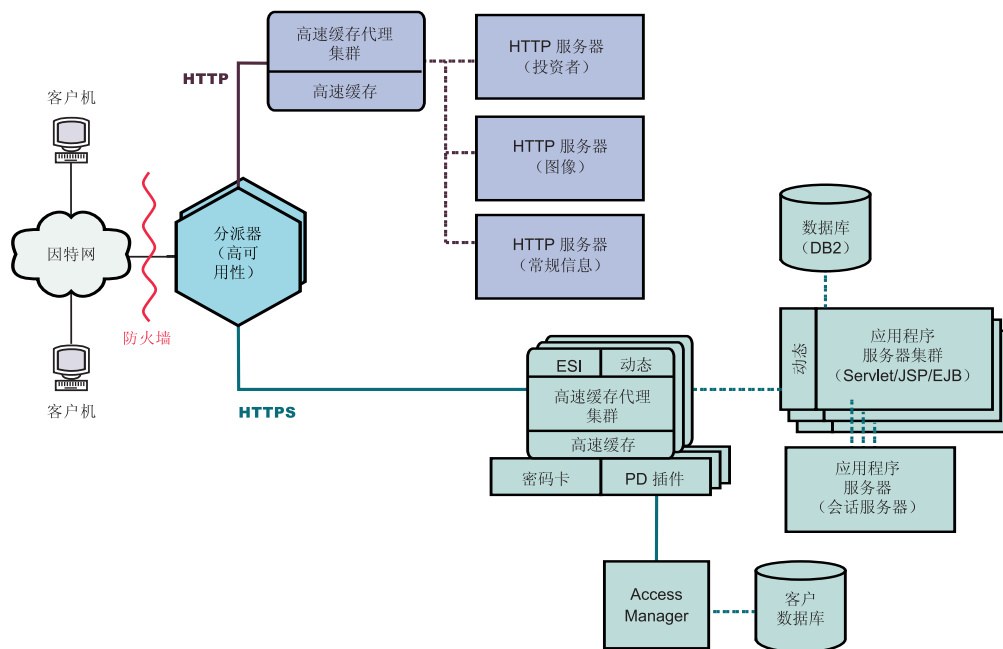 高速缓存代理
集群
高速缓存
HTTP
HTTP 服务器
（投资者）
HTTP 服务器
（图像）
HTTP 服务器
（常规信息）
客户机
因特网
客户机
防火墙
分派器
（高可
用性）
HTTPS
ESI
动态
高速缓存代理
集群
高速缓存
密码卡
PD 插件
数据库
（DB2）
动态
应用程序
服务器集群
（Servlet/JSP/EJB）
应用程序
服务器
（会话服务器）
Access
Manager
客户
数据库